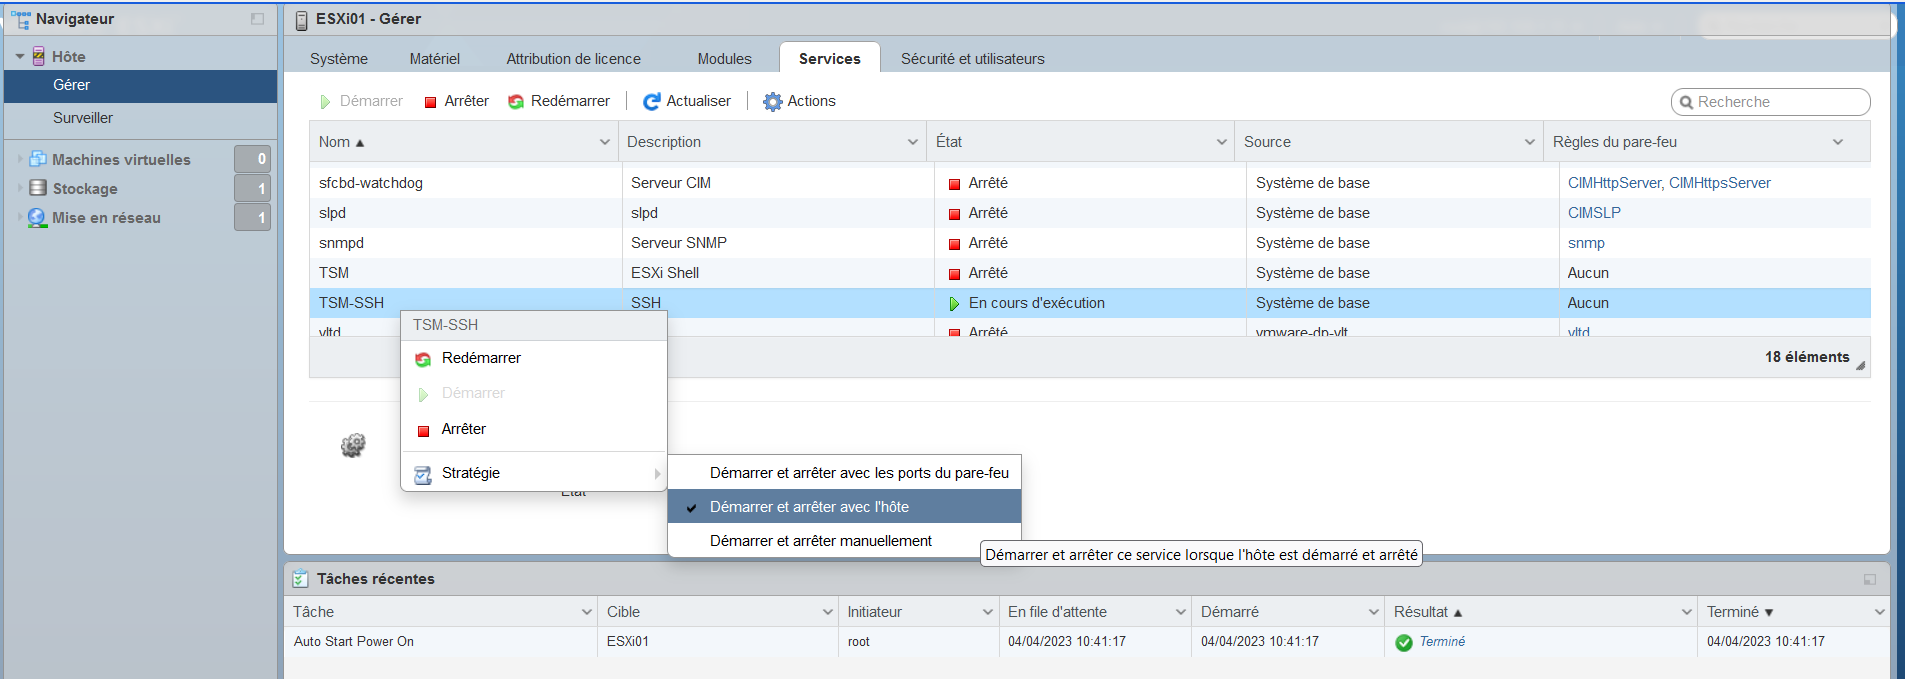 Navigateur
Hôte
Gérer
Surveiller
Machines virtuelles 0
Stockage 1
Mise en réseau 1
ESXi01 - Gérer
Système Matériel Attribution de licence Modules Services Sécurité et utilisateurs
Démarrer Arrêter Redémarrer Actualiser Actions Recherche
Nom Description État Source Règles du pare-feu
sfcbd-watchdog Serveur CIM Arrêté Système de base CIMHttpServer, CIMHttpsServer
slpd slpd Arrêté Système de base CIMSLP
snmpd Serveur SNMP Arrêté Système de base snmp
TSM ESXi Shell Arrêté Système de base Aucun
TSM-SSH SSH En cours d'exécution Système de base Aucun
vltd Arrêté vmware-dp-vlt vltd
18 éléments
TSM-SSH
Redémarrer
Démarrer
Arrêter
Stratégie
État
Démarrer et arrêter avec les ports du pare-feu
Démarrer et arrêter avec l'hôte
Démarrer et arrêter manuellement
Démarrer et arrêter ce service lorsque l'hôte est démarré et arrêté
Tâches récentes
Tâche Cible Initiateur En file d'attente Démarré Résultat Terminé
Auto Start Power On ESXi01 root 04/04/2023 10:41:17 04/04/2023 10:41:17 Terminé 04/04/2023 10:41:17